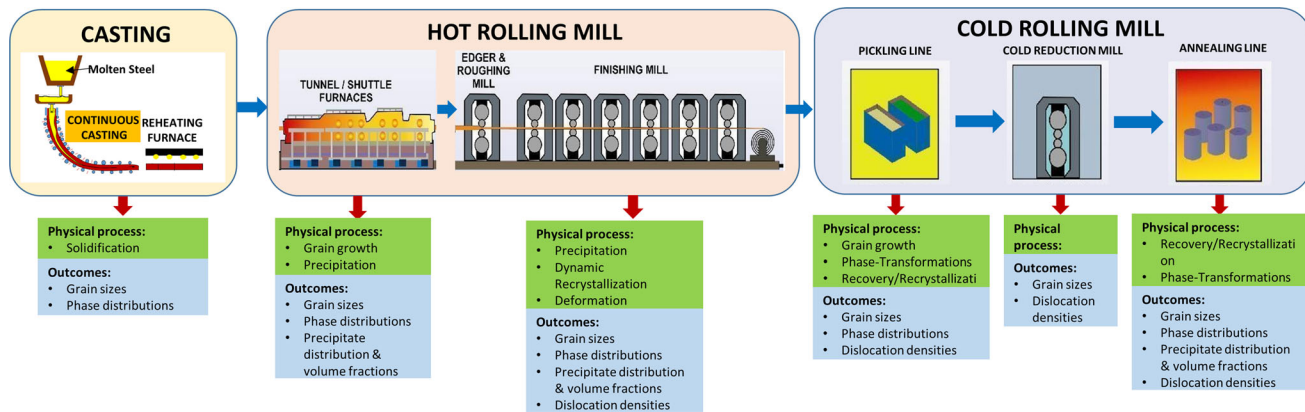 CASTING
Molten Steel
CONTINUOUS
CASTING
REHEATING
FURNACE
HOT ROLLING MILL
TUNNEL / SHUTTLE
FURNACES
EDGER &
ROUGHING
MILL
FINISHING MILL
COLD ROLLING MILL
PICKLING LINE
COLD REDUCTION MILL
ANNEALING LINE
Physical process:
• Solidification
Outcomes:
• Grain sizes
• Phase distributions
Physical process:
• Grain growth
• Precipitation
Outcomes:
• Grain sizes
• Phase distributions
• Precipitate
distribution &
volume fractions
Physical process:
• Precipitation
• Dynamic
Recrystallization
• Deformation
Outcomes:
• Grain sizes
• Phase distributions
• Precipitate distribution
& volume fractions
• Dislocation densities
Physical process:
• Grain growth
• Phase-Transformations
• Recovery/Recrystallizati
Outcomes:
• Grain sizes
• Phase distributions
• Dislocation densities
Physical
process:
Outcomes:
• Grain sizes
• Dislocation
densities
Physical process:
• Recovery/Recrystallizati
on
• Phase-Transformations
Outcomes:
• Grain sizes
• Phase distributions
• Precipitate distribution
& volume fractions
• Dislocation densities